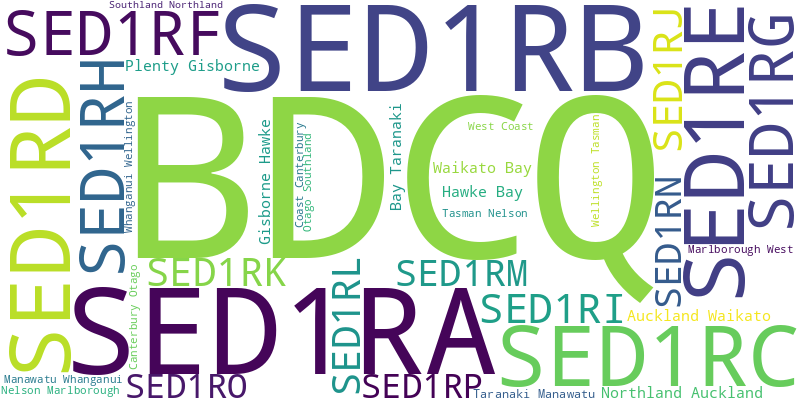 Southland Northland
SED1RF
SED1RB
SED1RJ
SED1RE
SED1RG
Plenty Gisborne
SED1RH
SED1RD
BDCQ
Whanganui Wellington
Gisborne Hawke
Coast Canterbury
Otago Southland
Bay Taranaki
West Coast
Waikato Bay
Hawke Bay
Tasman Nelson
Wellington Tasman
SED1RN
Marlborough West
Canterbury Otago
SED1RK
SED1RL
SED1RM
SED1RA
SED1RI
Auckland Waikato
SED1RC
Manawatu Whanganui
Nelson Marlborough
SED1RO
SED1RP
Taranaki Manawatu
Northland Auckland